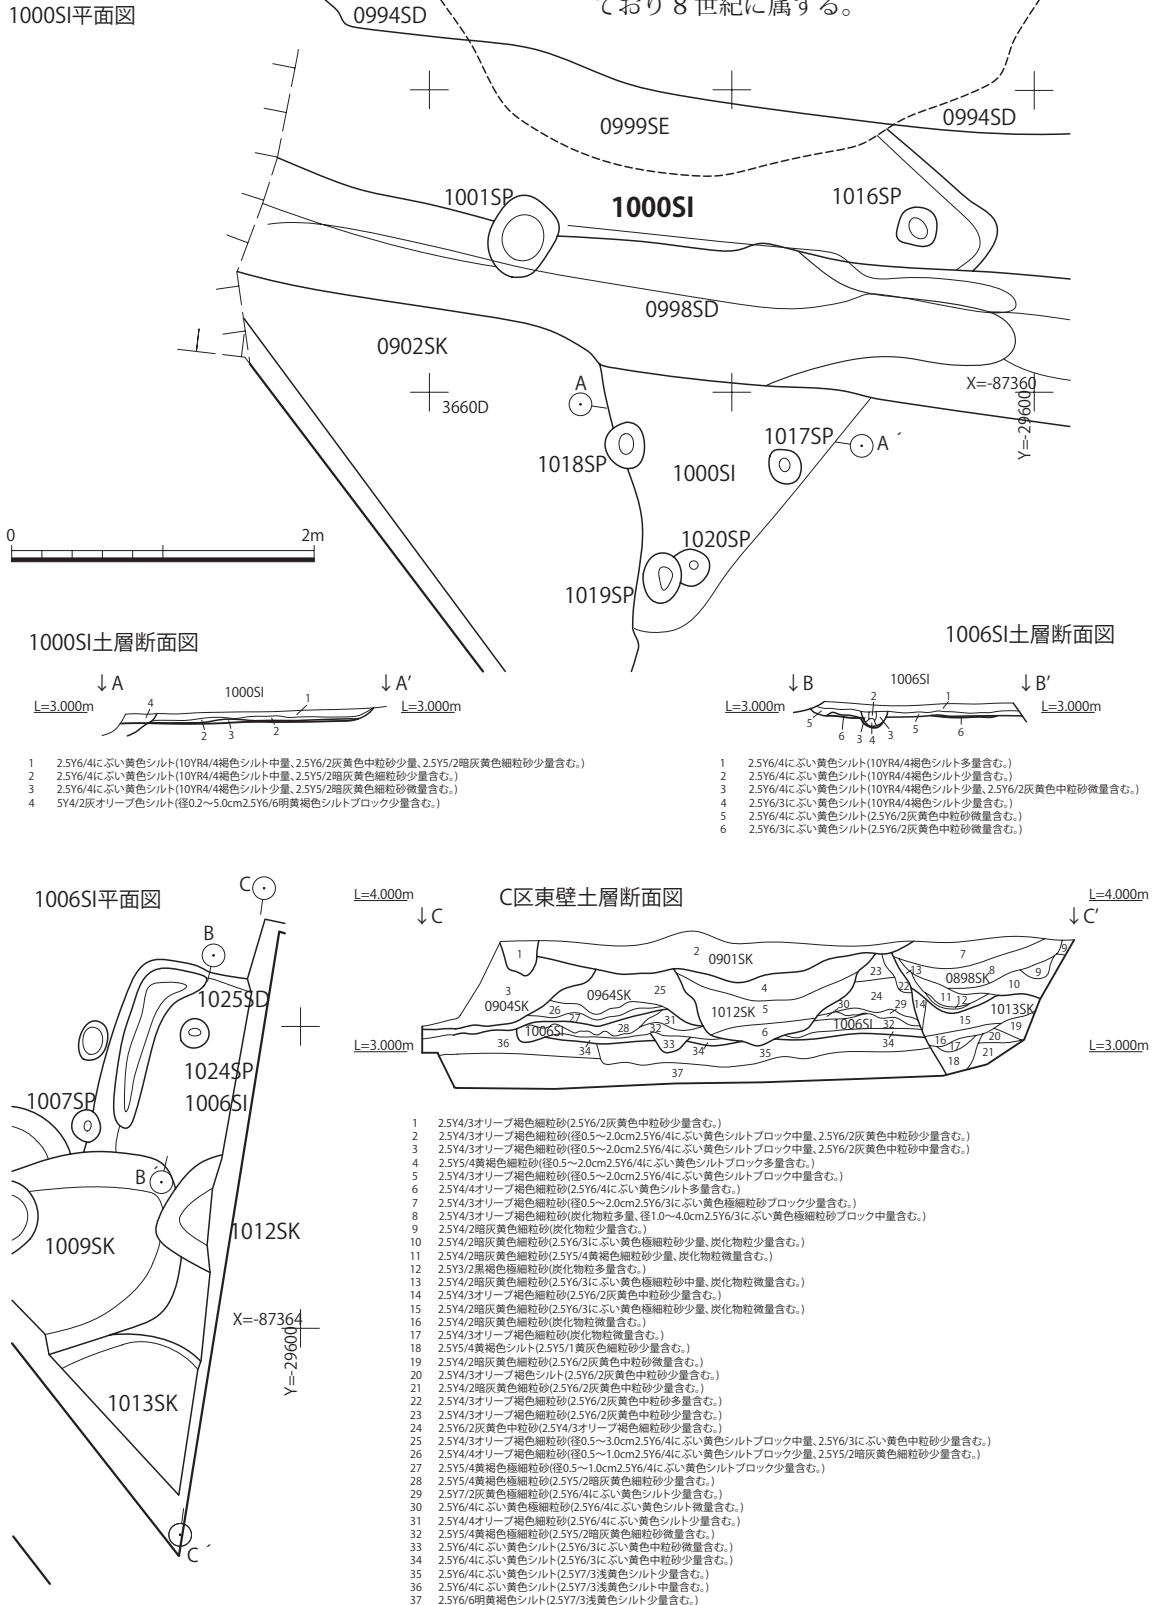 1000SI平面図
0994SD
ており 8 世紀に属する。
0999SE
0994SD
1001SP
1000SI
1016SP
0998SD
0902SK
A
3660D
X=-87360
Y=-29600
1017SP
A´
1018SP
1000SI
1020SP
1019SP
0
2m
1000SI土層断面図
↓A
1000SI
↓A'
L=3.000m
L=3.000m
4
1
2
3
2
1 2.5Y6/4にぶい黄色シルト(10YR4/4褐色シルト中量、2.5Y6/2灰黄色中粒砂少量、2.5Y5/2暗灰黄色細粒砂少量含む。)
2 2.5Y6/4にぶい黄色シルト(10YR4/4褐色シルト中量、2.5Y5/2暗灰黄色細粒砂少量含む。)
3 2.5Y6/4にぶい黄色シルト(10YR4/4褐色シルト少量、2.5Y5/2暗灰黄色細粒砂微量含む。)
4 5Y4/2灰オリーブ色シルト(径0.2〜5.0cm2.5Y6/6明黄褐色シルトブロック少量含む。)
1006SI土層断面図
↓B
1006SI
↓B'
L=3.000m
L=3.000m
2
1
5
6
3
4
3
5
6
1 2.5Y6/4にぶい黄色シルト(10YR4/4褐色シルト多量含む。)
2 2.5Y6/4にぶい黄色シルト(10YR4/4褐色シルト少量含む。)
3 2.5Y6/4にぶい黄色シルト(10YR4/4褐色シルト少量、2.5Y6/2灰黄色中粒砂微量含む。)
4 2.5Y6/3にぶい黄色シルト(10YR4/4褐色シルト少量含む。)
5 2.5Y6/4にぶい黄色シルト(2.5Y6/2灰黄色中粒砂微量含む。)
6 2.5Y6/3にぶい黄色シルト(2.5Y6/2灰黄色中粒砂微量含む。)
1006SI平面図
C
B
1025SD
1024SP
1007SP
1006SI
B´
1009SK
1012SK
X=-87364
Y=-29600
1013SK
C´
C区東壁土層断面図
L=4.000m
L=4.000m
↓C
↓C'
L=3.000m
L=3.000m
1
2
0901SK
7
9
3
0904SK
0964SK
25
4
23
13
0898SK
8
9
10
26
27
1012SK
5
30
24
22
29
14
11
12
1013SK
1006SI
28
32
31
6
1006SI
32
15
19
36
34
33
34
35
34
16
17
20
18
21
37
1 2.5Y4/3オリーブ褐色細粒砂(2.5Y6/2灰黄色中粒砂少量含む。)
2 2.5Y4/3オリーブ褐色細粒砂(径0.5〜2.0cm2.5Y6/4にぶい黄色シルトブロック中量、2.5Y6/2灰黄色中粒砂少量含む。)
3 2.5Y4/3オリーブ褐色細粒砂(径0.5〜2.0cm2.5Y6/4にぶい黄色シルトブロック中量、2.5Y6/2灰黄色中粒砂中量含む。)
4 2.5Y5/4黄褐色細粒砂(径0.5〜2.0cm2.5Y6/4にぶい黄色シルトブロック多量含む。)
5 2.5Y4/3オリーブ褐色細粒砂(径0.5〜2.0cm2.5Y6/4にぶい黄色シルトブロック中量含む。)
6 2.5Y4/4オリーブ褐色細粒砂(2.5Y6/4にぶい黄色シルト多量含む。)
7 2.5Y4/3オリーブ褐色細粒砂(径0.5〜2.0cm2.5Y6/3にぶい黄色極細粒砂ブロック少量含む。)
8 2.5Y4/3オリーブ褐色細粒砂(炭化物粒多量、径1.0〜4.0cm2.5Y6/3にぶい黄色極細粒砂ブロック中量含む。)
9 2.5Y4/2暗灰黄色細粒砂(炭化物粒少量含む。)
10 2.5Y4/2暗灰黄色細粒砂(2.5Y6/3にぶい黄色極細粒砂少量、炭化物粒少量含む。)
11 2.5Y4/2暗灰黄色細粒砂(2.5Y5/4黄褐色細粒砂少量、炭化物粒微量含む。)
12 2.5Y3/2黒褐色極細粒砂(炭化物粒多量含む。)
13 2.5Y4/2暗灰黄色細粒砂(2.5Y6/3にぶい黄色極細粒砂中量、炭化物粒微量含む。)
14 2.5Y4/3オリーブ褐色細粒砂(2.5Y6/2灰黄色中粒砂少量含む。)
15 2.5Y4/2暗灰黄色細粒砂(2.5Y6/3にぶい黄色極細粒砂少量、炭化物粒微量含む。)
16 2.5Y4/2暗灰黄色細粒砂(炭化物粒微量含む。)
17 2.5Y4/3オリーブ褐色細粒砂(炭化物粒微量含む。)
18 2.5Y5/4黄褐色シルト(2.5Y5/1黄灰色細粒砂少量含む。)
19 2.5Y4/2暗灰黄色細粒砂(2.5Y6/2灰黄色中粒砂微量含む。)
20 2.5Y4/3オリーブ褐色シルト(2.5Y6/2灰黄色中粒砂少量含む。)
21 2.5Y4/2暗灰黄色細粒砂(2.5Y6/2灰黄色中粒砂少量含む。)
22 2.5Y4/3オリーブ褐色細粒砂(2.5Y6/2灰黄色中粒砂多量含む。)
23 2.5Y4/3オリーブ褐色細粒砂(2.5Y6/2灰黄色中粒砂少量含む。)
24 2.5Y6/2灰黄色中粒砂(2.5Y4/3オリーブ褐色細粒砂少量含む。)
25 2.5Y4/3オリーブ褐色細粒砂(径0.5〜3.0cm2.5Y6/4にぶい黄色シルトブロック中量、2.5Y6/3にぶい黄色中粒砂少量含む。)
26 2.5Y4/4オリーブ褐色細粒砂(径0.5〜1.0cm2.5Y6/4にぶい黄色シルトブロック少量、2.5Y5/2暗灰黄色細粒砂少量含む。)
27 2.5Y5/4黄褐色極細粒砂(径0.5〜1.0cm2.5Y6/4にぶい黄色シルトブロック少量含む。)
28 2.5Y5/4黄褐色極細粒砂(2.5Y5/2暗灰黄色細粒砂少量含む。)
29 2.5Y7/2灰黄色極細粒砂(2.5Y6/4にぶい黄色シルト少量含む。)
30 2.5Y6/4にぶい黄色極細粒砂(2.5Y6/4にぶい黄色シルト微量含む。)
31 2.5Y4/4オリーブ褐色細粒砂(2.5Y6/4にぶい黄色シルト少量含む。)
32 2.5Y5/4黄褐色極細粒砂(2.5Y5/2暗灰黄色細粒砂微量含む。)
33 2.5Y6/4にぶい黄色シルト(2.5Y6/3にぶい黄色中粒砂微量含む。)
34 2.5Y6/4にぶい黄色シルト(2.5Y6/3にぶい黄色中粒砂少量含む。)
35 2.5Y6/4にぶい黄色シルト(2.5Y7/3浅黄色シルト少量含む。)
36 2.5Y6/4にぶい黄色シルト(2.5Y7/3浅黄色シルト中量含む。)
37 2.5Y6/6明黄褐色シルト(2.5Y7/3浅黄色シルト少量含む。)